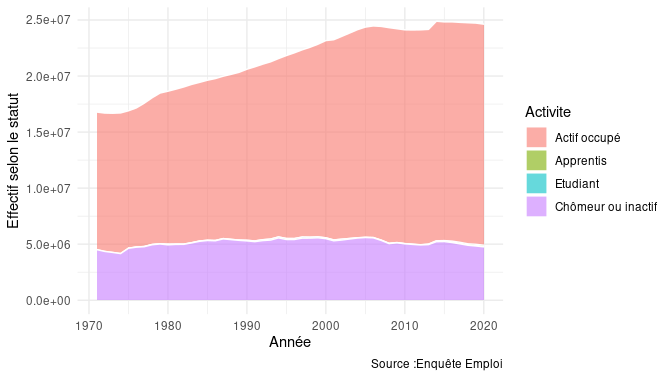 2.5e+07
2.0e+07
1.5e+07
1.0e+07
5.0e+06
0.0e+00
Effectif selon le statut
1970 1980 1990 2000 2010 2020
Année
Activite
Actif occupé
Apprentis
Etudiant
Chômeur ou inactif
Source :Enquête Emploi